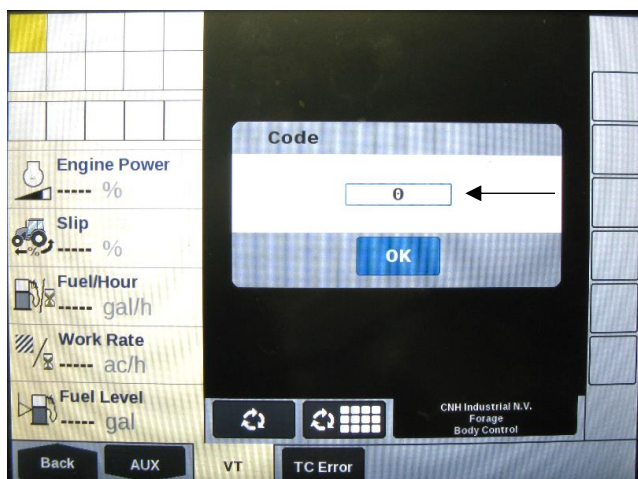 Code
0
OK
Engine Power
----- %
Slip
----- %
Fuel/Hour
----- gal/h
Work Rate
----- ac/h
Fuel Level
----- gal
CNH Industrial N.V.
Forage
Body Control
Back
AUX
VT
TC Error